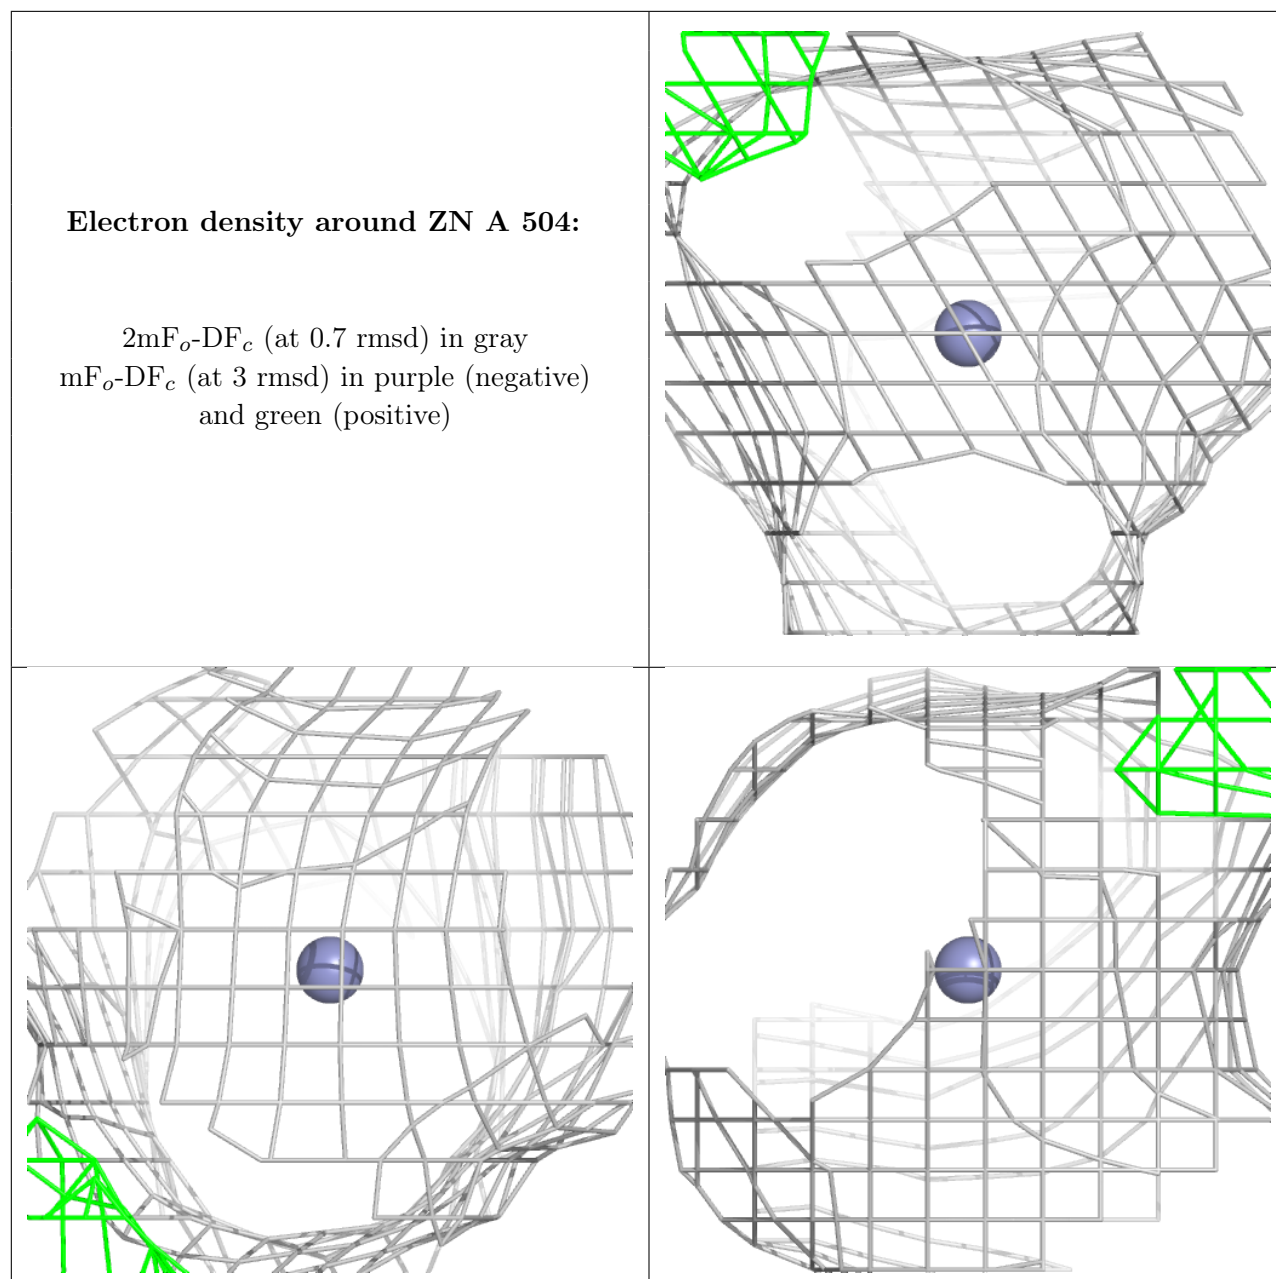 Electron density around ZN A 504:
2mFo-DFc (at 0.7 rmsd) in gray
mFo-DFc (at 3 rmsd) in purple (negative)
and green (positive)